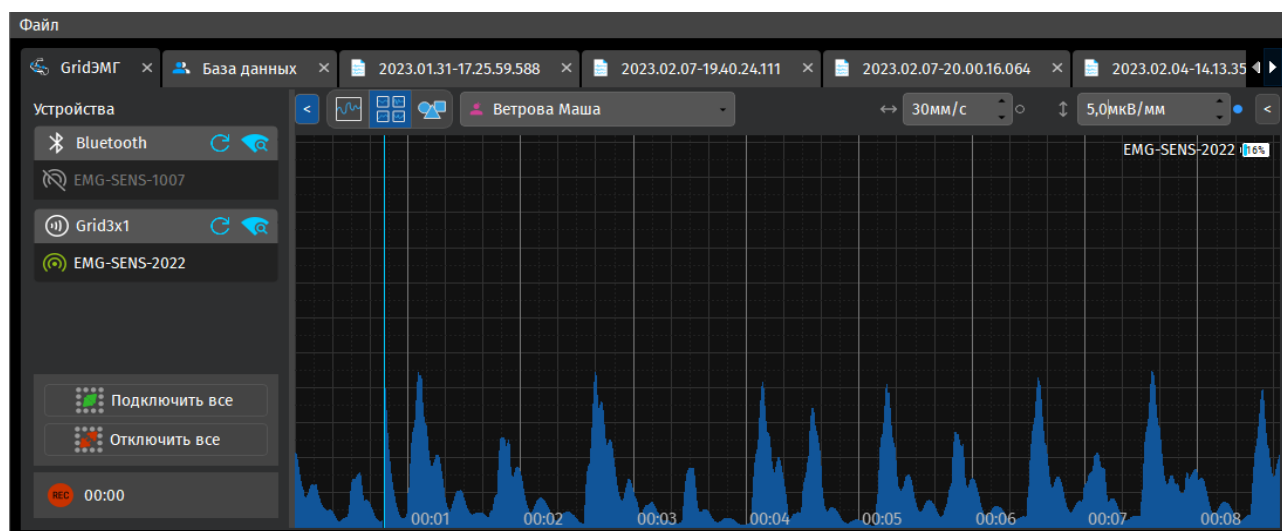 Файл
GridЭМГ
База данных
2023.01.31-17.25.59.588
2023.02.07-19.40.24.111
2023.02.07-20.00.16.064
2023.02.04-14.13.35
Устройства
Ветрова Маша
30мм/с
5,0мкВ/мм
Bluetooth
EMG-SENS-2022 16%
EMG-SENS-1007
Grid3x1
EMG-SENS-2022
Подключить все
Отключить все
REC 00:00
00:01 00:02 00:03 00:04 00:05 00:06 00:07 00:08